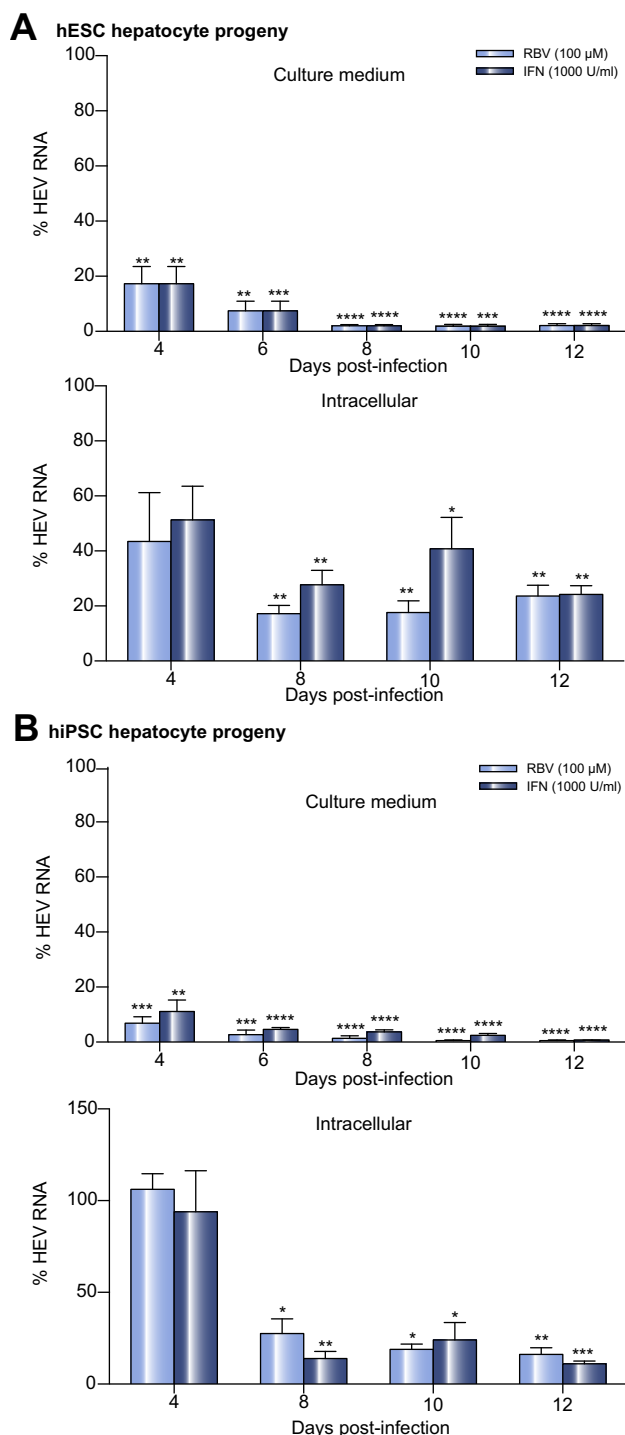 A hESC hepatocyte progeny
RBV (100 µM)
IFN (1000 U/ml)
Culture medium
% HEV RNA
100
80
60
40
20
0
** ** ** *** **** **** **** *** **** ****
4 6 8 10 12
Days post-infection
Intracellular
% HEV RNA
100
80
60
40
20
0
** ** ** * ** **
4 8 10 12
Days post-infection
B hiPSC hepatocyte progeny
RBV (100 µM)
IFN (1000 U/ml)
Culture medium
% HEV RNA
100
80
60
40
20
0
*** ** *** **** **** **** **** **** **** ****
4 6 8 10 12
Days post-infection
Intracellular
% HEV RNA
150
100
50
0
* ** * * ** ***
4 8 10 12
Days post-infection